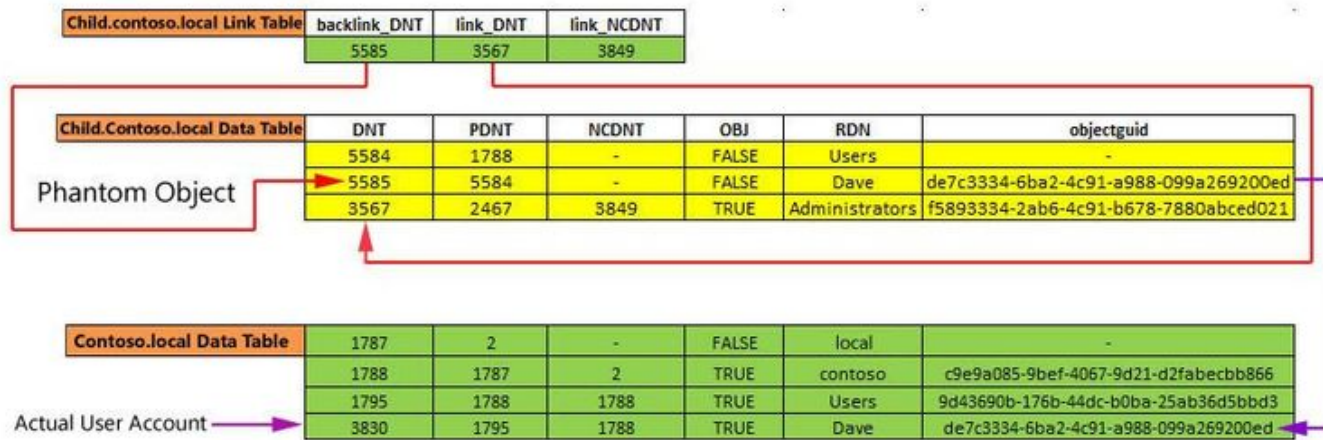 Child.contoso.local Link Table backlink_DNT link_DNT link_NCDNT
5585 3567 3849
Child.Contoso.local Data Table DNT PDNT NCDNT OBJ RDN objectguid
5584 1788 - FALSE Users -
Phantom Object 5585 5584 - FALSE Dave de7c3334-6ba2-4c91-a988-099a269200ed
3567 2467 3849 TRUE Administrators f5893334-2ab6-4c91-b678-7880abced021
Contoso.local Data Table 1787 2 - FALSE local -
1788 1787 2 TRUE contoso c9e9a085-9bef-4067-9d21-d2fabecbb866
1795 1788 1788 TRUE Users 9d43690b-176b-44dc-b0ba-25ab36d5bbd3
Actual User Account 3830 1795 1788 TRUE Dave de7c3334-6ba2-4c91-a988-099a269200ed